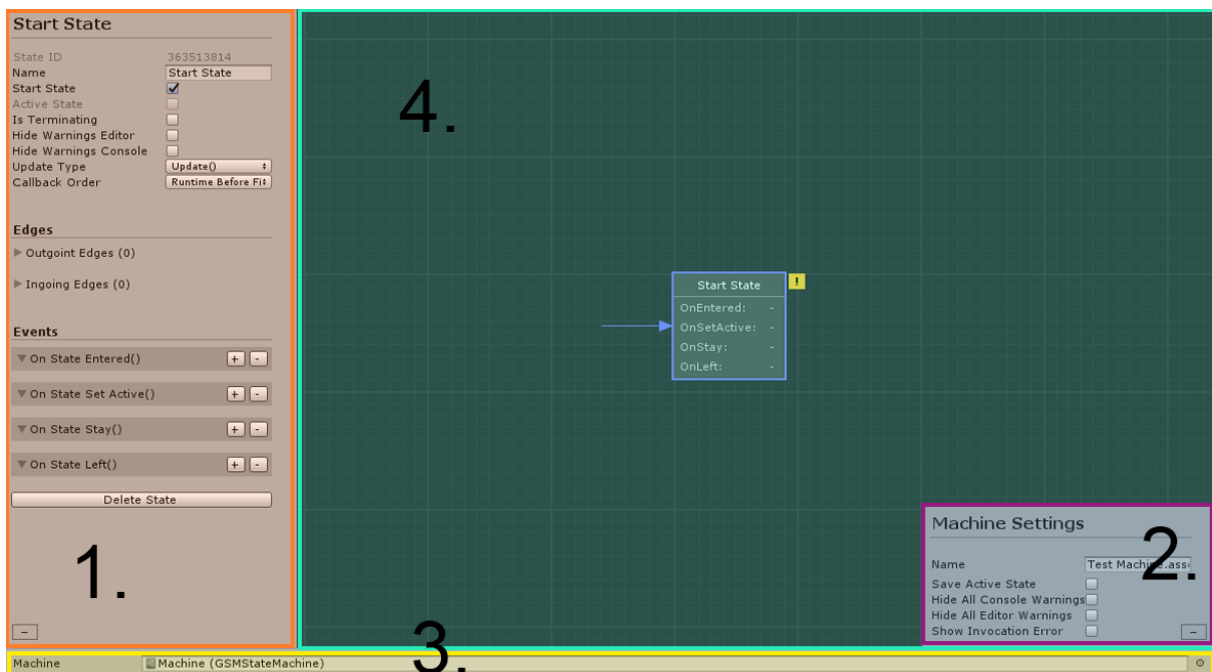 Start State
State ID 363513814
Name Start State
Start State
Active State
Is Terminating
Hide Warnings Editor
Hide Warnings Console
Update Type Update()
Callback Order Runtime Before Fi
Edges
Outgoint Edges (0)
Ingoing Edges (0)
Events
On State Entered() + -
On State Set Active() + -
On State Stay() + -
On State Left() + -
Delete State
1.
-
4.
Start State !
OnEntered: -
OnSetActive: -
OnStay: -
OnLeft: -
Machine Settings
2.
Name Test Machine.ass
Save Active State
Hide All Console Warnings
Hide All Editor Warnings
Show Invocation Error -
3.
Machine Machine (GSMStateMachine)